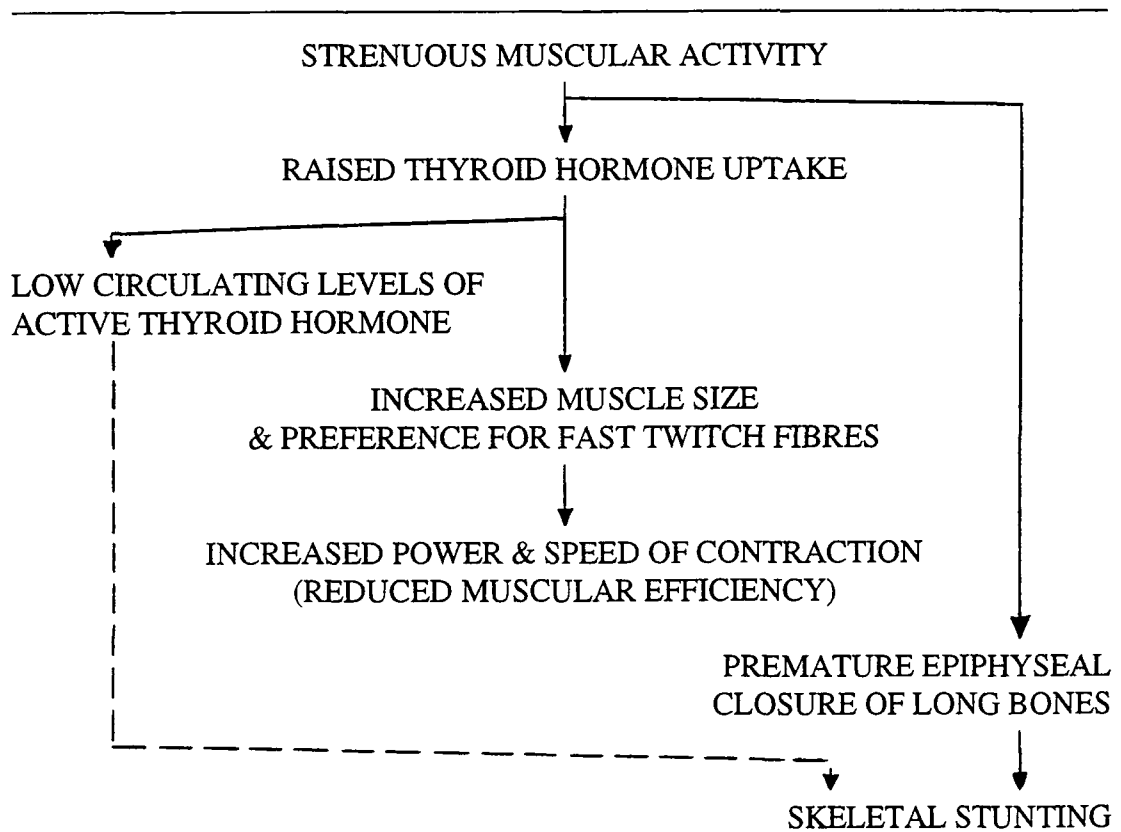 STRENUOUS MUSCULAR ACTIVITY
RAISED THYROID HORMONE UPTAKE
LOW CIRCULATING LEVELS OF
ACTIVE THYROID HORMONE
INCREASED MUSCLE SIZE
& PREFERENCE FOR FAST TWITCH FIBRES
INCREASED POWER & SPEED OF CONTRACTION
(REDUCED MUSCULAR EFFICIENCY)
PREMATURE EPIPHYSEAL
CLOSURE OF LONG BONES
SKELETAL STUNTING